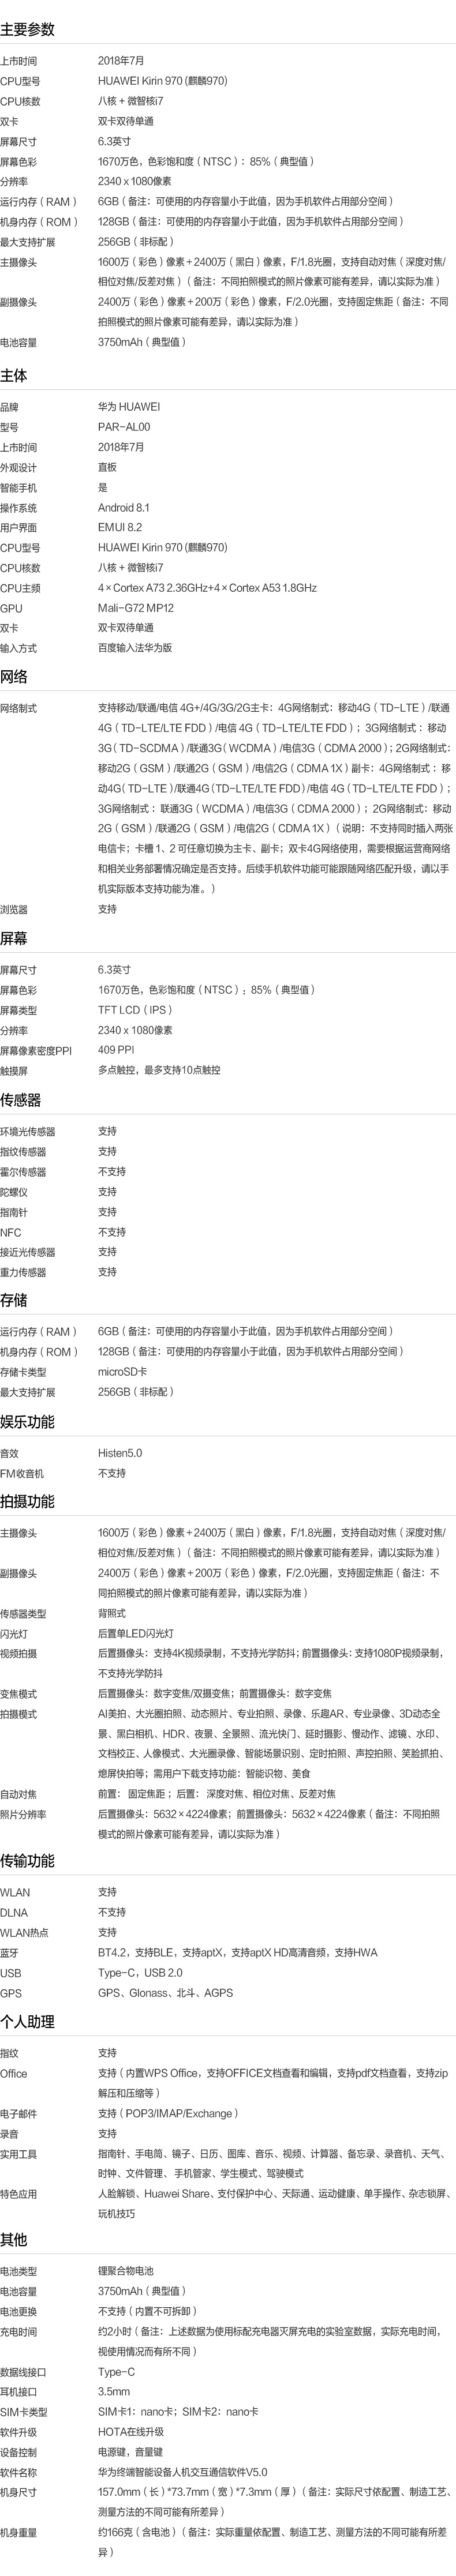 主要参数
上市时间 2018年7月
CPU型号 HUAWEI Kirin 970 (麒麟970)
CPU核数 八核 + 微智核i7
双卡 双卡双待单通
屏幕尺寸 6.3英寸
屏幕色彩 1670万色，色彩饱和度（NTSC）：85%（典型值）
分辨率 2340 x 1080像素
运行内存（RAM） 6GB（备注：可使用的内存容量小于此值，因为手机软件占用部分空间）
机身内存（ROM） 128GB（备注：可使用的内存容量小于此值，因为手机软件占用部分空间）
最大支持扩展 256GB（非标配）
主摄像头 1600万（彩色）像素＋2400万（黑白）像素，F/1.8光圈，支持自动对焦（深度对焦/
相位对焦/反差对焦）（备注：不同拍照模式的照片像素可能有差异，请以实际为准）
副摄像头 2400万（彩色）像素＋200万（彩色）像素，F/2.0光圈，支持固定焦距（备注：不同
拍照模式的照片像素可能有差异，请以实际为准）
电池容量 3750mAh（典型值）
主体
品牌 华为 HUAWEI
型号 PAR-AL00
上市时间 2018年7月
外观设计 直板
智能手机 是
操作系统 Android 8.1
用户界面 EMUI 8.2
CPU型号 HUAWEI Kirin 970 (麒麟970)
CPU核数 八核 + 微智核i7
CPU主频 4×Cortex A73 2.36GHz+4×Cortex A53 1.8GHz
GPU Mali-G72 MP12
双卡 双卡双待单通
输入方式 百度输入法华为版
网络
网络制式 支持移动/联通/电信 4G+/4G/3G/2G主卡：4G网络制式：移动4G（TD-LTE）/联通
4G（TD-LTE/LTE FDD）/电信 4G（TD-LTE/LTE FDD）；3G网络制式：移动
3G（TD-SCDMA）/联通3G（WCDMA）/电信3G（CDMA 2000）；2G网络制式：
移动2G（GSM）/联通2G（GSM）/电信2G（CDMA 1X）副卡：4G网络制式：移
动4G（TD-LTE）/联通4G（TD-LTE/LTE FDD）/电信 4G（TD-LTE/LTE FDD）；
3G网络制式：联通3G（WCDMA）/电信3G（CDMA 2000）；2G网络制式：移动
2G（GSM）/联通2G（GSM）/电信2G（CDMA 1X）（说明：不支持同时插入两张
电信卡；卡槽 1、2 可任意切换为主卡、副卡；双卡4G网络使用，需要根据运营商网络
和相关业务部署情况确定是否支持。后续手机软件功能可能跟随网络匹配升级，请以手
机实际版本支持功能为准。）
浏览器 支持
屏幕
屏幕尺寸 6.3英寸
屏幕色彩 1670万色，色彩饱和度（NTSC）；85%（典型值）
屏幕类型 TFT LCD（IPS）
分辨率 2340 x 1080像素
屏幕像素密度PPI 409 PPI
触摸屏 多点触控，最多支持10点触控
传感器
环境光传感器 支持
指纹传感器 支持
霍尔传感器 不支持
陀螺仪 支持
指南针 支持
NFC 不支持
接近光传感器 支持
重力传感器 支持
存储
运行内存（RAM） 6GB（备注：可使用的内存容量小于此值，因为手机软件占用部分空间）
机身内存（ROM） 128GB（备注：可使用的内存容量小于此值，因为手机软件占用部分空间）
存储卡类型 microSD卡
最大支持扩展 256GB（非标配）
娱乐功能
音效 Histen5.0
FM收音机 不支持
拍摄功能
主摄像头 1600万（彩色）像素＋2400万（黑白）像素，F/1.8光圈，支持自动对焦（深度对焦/
相位对焦/反差对焦）（备注：不同拍照模式的照片像素可能有差异，请以实际为准）
副摄像头 2400万（彩色）像素＋200万（彩色）像素，F/2.0光圈，支持固定焦距（备注：不
同拍照模式的照片像素可能有差异，请以实际为准）
传感器类型 背照式
闪光灯 后置单LED闪光灯
视频拍摄 后置摄像头：支持4K视频录制，不支持光学防抖；前置摄像头：支持1080P视频录制，
不支持光学防抖
变焦模式 后置摄像头：数字变焦/双摄变焦；前置摄像头：数字变焦
拍摄模式 AI美拍、大光圈拍照、动态照片、专业拍照、录像、乐趣AR、专业录像、3D动态全
景、黑白相机、HDR、夜景、全景照、流光快门、延时摄影、慢动作、滤镜、水印、
文档校正、人像模式、大光圈录像、智能场景识别、定时拍照、声控拍照、笑脸抓拍、
熄屏快拍等；需用户下载支持功能：智能识物、美食
自动对焦 前置：固定焦距；后置：深度对焦、相位对焦、反差对焦
照片分辨率 后置摄像头：5632×4224像素；前置摄像头：5632×4224像素（备注：不同拍照
模式的照片像素可能有差异，请以实际为准）
传输功能
WLAN 支持
DLNA 不支持
WLAN热点 支持
蓝牙 BT4.2，支持BLE，支持aptX，支持aptX HD高清音频，支持HWA
USB Type-C，USB 2.0
GPS GPS、Glonass、北斗、AGPS
个人助理
指纹 支持
Office 支持（内置WPS Office，支持OFFICE文档查看和编辑，支持pdf文档查看，支持zip
解压和压缩等）
电子邮件 支持（POP3/IMAP/Exchange）
录音 支持
实用工具 指南针、手电筒、镜子、日历、图库、音乐、视频、计算器、备忘录、录音机、天气、
时钟、文件管理、手机管家、学生模式、驾驶模式
特色应用 人脸解锁、Huawei Share、支付保护中心、天际通、运动健康、单手操作、杂志锁屏、
玩机技巧
其他
电池类型 锂聚合物电池
电池容量 3750mAh（典型值）
电池更换 不支持（内置不可拆卸）
充电时间 约2小时（备注：上述数据为使用标配充电器灭屏充电的实验室数据，实际充电时间，
视使用情况而有所不同）
数据线接口 Type-C
耳机接口 3.5mm
SIM卡类型 SIM卡1：nano卡；SIM卡2：nano卡
软件升级 HOTA在线升级
设备控制 电源键，音量键
软件名称 华为终端智能设备人机交互通信软件V5.0
机身尺寸 157.0mm（长）*73.7mm（宽）*7.3mm（厚）（备注：实际尺寸依配置、制造工艺、
测量方法的不同可能有所差异）
机身重量 约166克（含电池）（备注：实际重量依配置、制造工艺、测量方法的不同可能有所差
异）